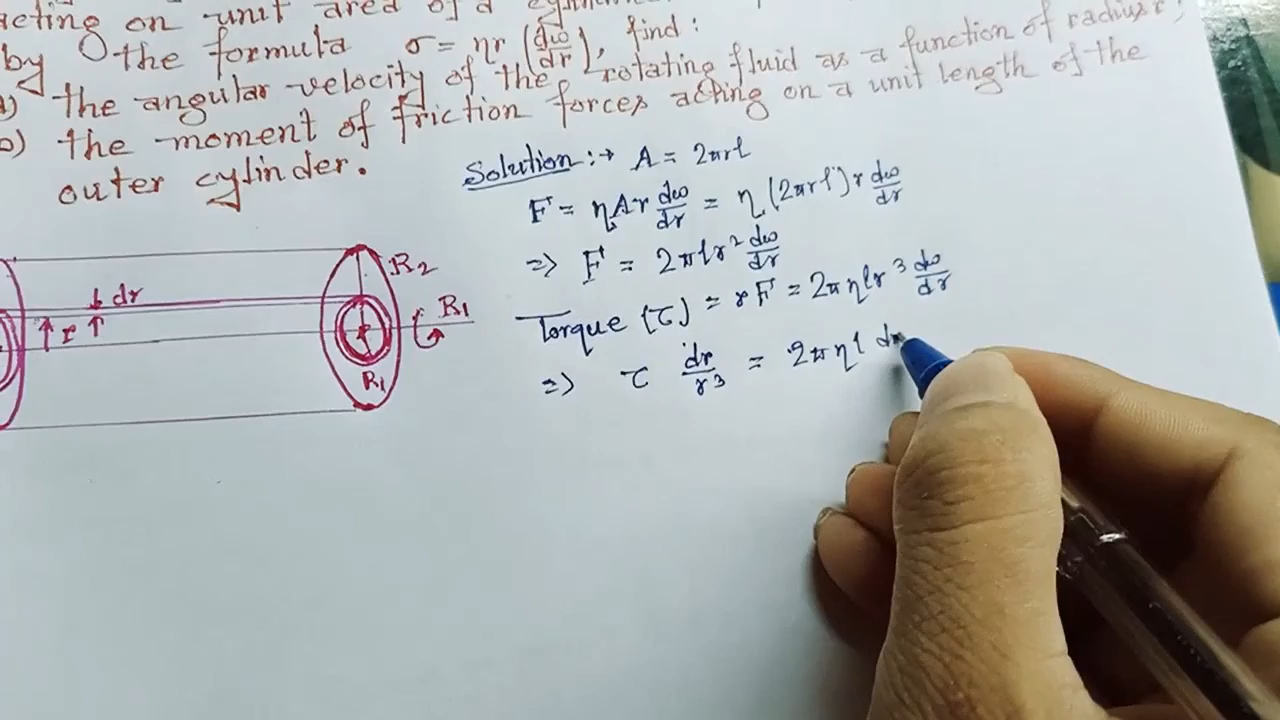 acting on unit area of a
by the formula σ = ηr (dω/dr), find:
a) the angular velocity of the rotating fluid as a function of radius;
b) the moment of friction forces acting on a unit length of the
outer cylinder.
Solution:→ A = 2πrl
F = ηAr dω/dr = η(2πrl)r dω/dr
=> F = 2πlr² dω/dr
Torque (τ) = rF = 2πηlr³ dω/dr
=> τ dr/r³ = 2πηl d
R₂
dr
R₁
r
R₁